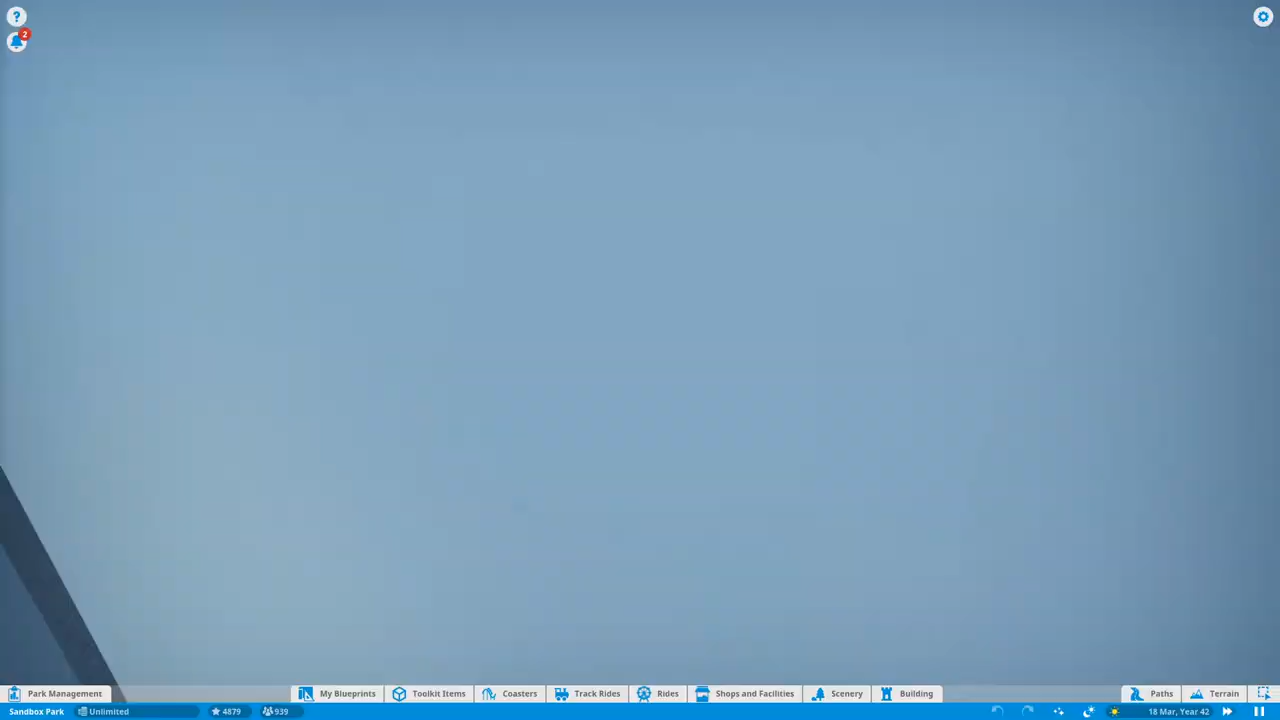 ?
2
Park Management
My Blueprints
Toolkit Items
Coasters
Track Rides
Rides
Shops and Facilities
Scenery
Building
Paths
Terrain
Sandbox Park
Unlimited
4879
939
18 Mar, Year 42